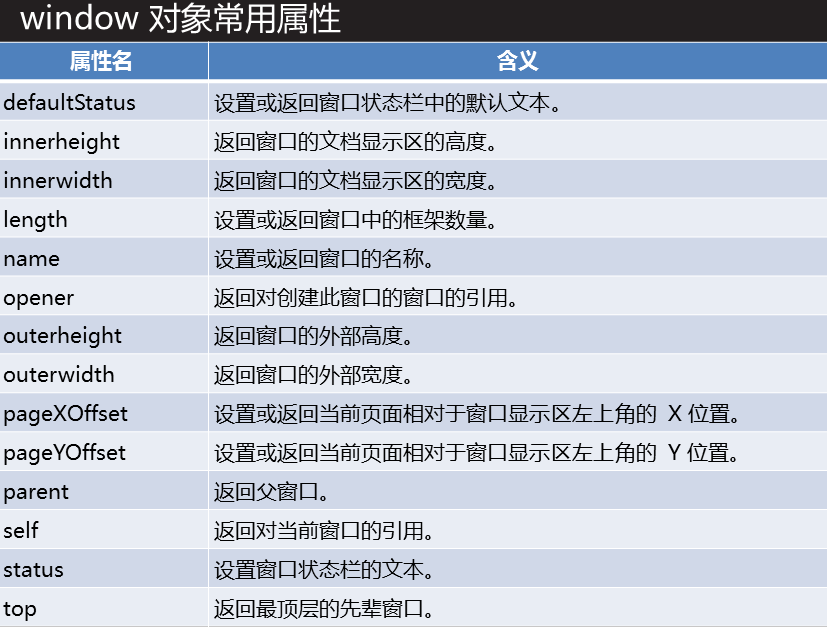 window 对象常用属性
属性名 含义
defaultStatus 设置或返回窗口状态栏中的默认文本。
innerheight 返回窗口的文档显示区的高度。
innerwidth 返回窗口的文档显示区的宽度。
length 设置或返回窗口中的框架数量。
name 设置或返回窗口的名称。
opener 返回对创建此窗口的窗口的引用。
outerheight 返回窗口的外部高度。
outerwidth 返回窗口的外部宽度。
pageXOffset 设置或返回当前页面相对于窗口显示区左上角的 X 位置。
pageYOffset 设置或返回当前页面相对于窗口显示区左上角的 Y 位置。
parent 返回父窗口。
self 返回对当前窗口的引用。
status 设置窗口状态栏的文本。
top 返回最顶层的先辈窗口。